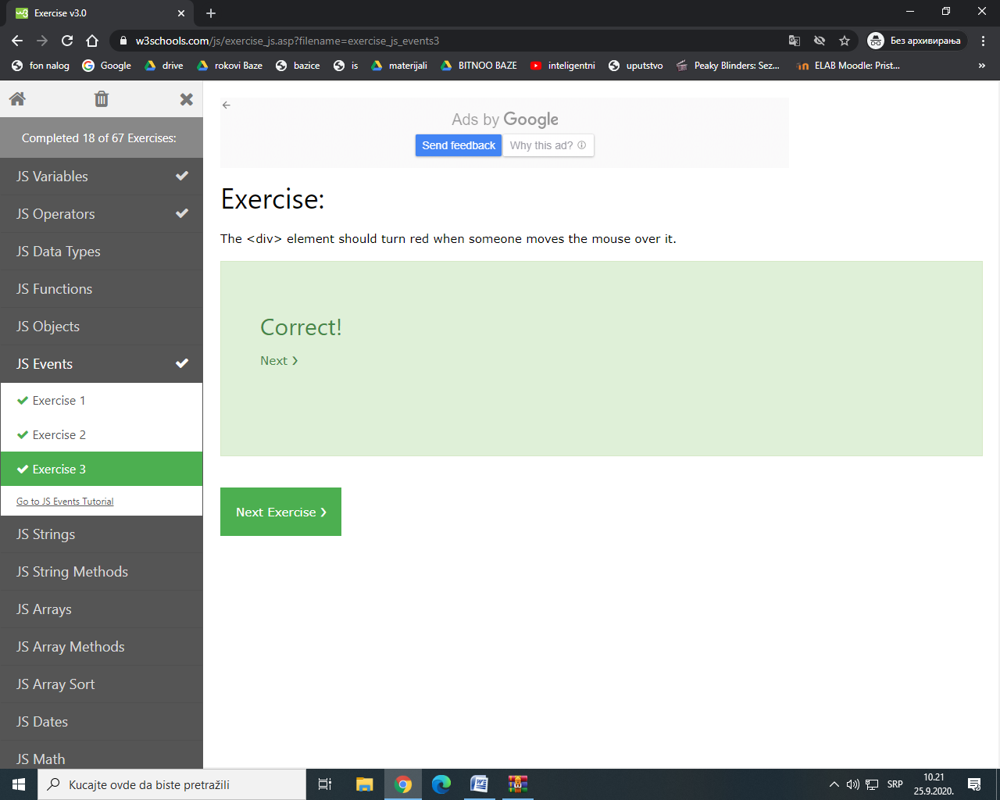 Exercise v3.0
w3schools.com/js/exercise_js.asp?filename=exercise_js_events3
Без архивирања
fon nalog
Google
drive
rokovi Baze
bazice
is
materijali
BITNOO BAZE
inteligentni
uputstvo
Peaky Blinders: Sez...
ELAB Moodle: Prist...
»
Completed 18 of 67 Exercises:
JS Variables
JS Operators
JS Data Types
JS Functions
JS Objects
JS Events
Exercise 1
Exercise 2
Exercise 3
Go to JS Events Tutorial
JS Strings
JS String Methods
JS Arrays
JS Array Methods
JS Array Sort
JS Dates
JS Math
Ads by Google
Send feedback
Why this ad?
Exercise:
The <div> element should turn red when someone moves the mouse over it.
Correct!
Next ❯
Next Exercise ❯
Kucajte ovde da biste pretražili
SRP
10.21
25.9.2020.